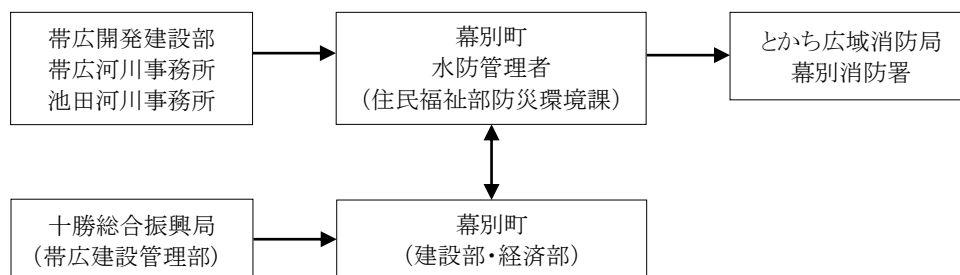 帯広開発建設部
帯広河川事務所
池田河川事務所
幕別町
水防管理者
（住民福祉部防災環境課）
とかち広域消防局
幕別消防署
十勝総合振興局
（帯広建設管理部）
幕別町
（建設部・経済部）